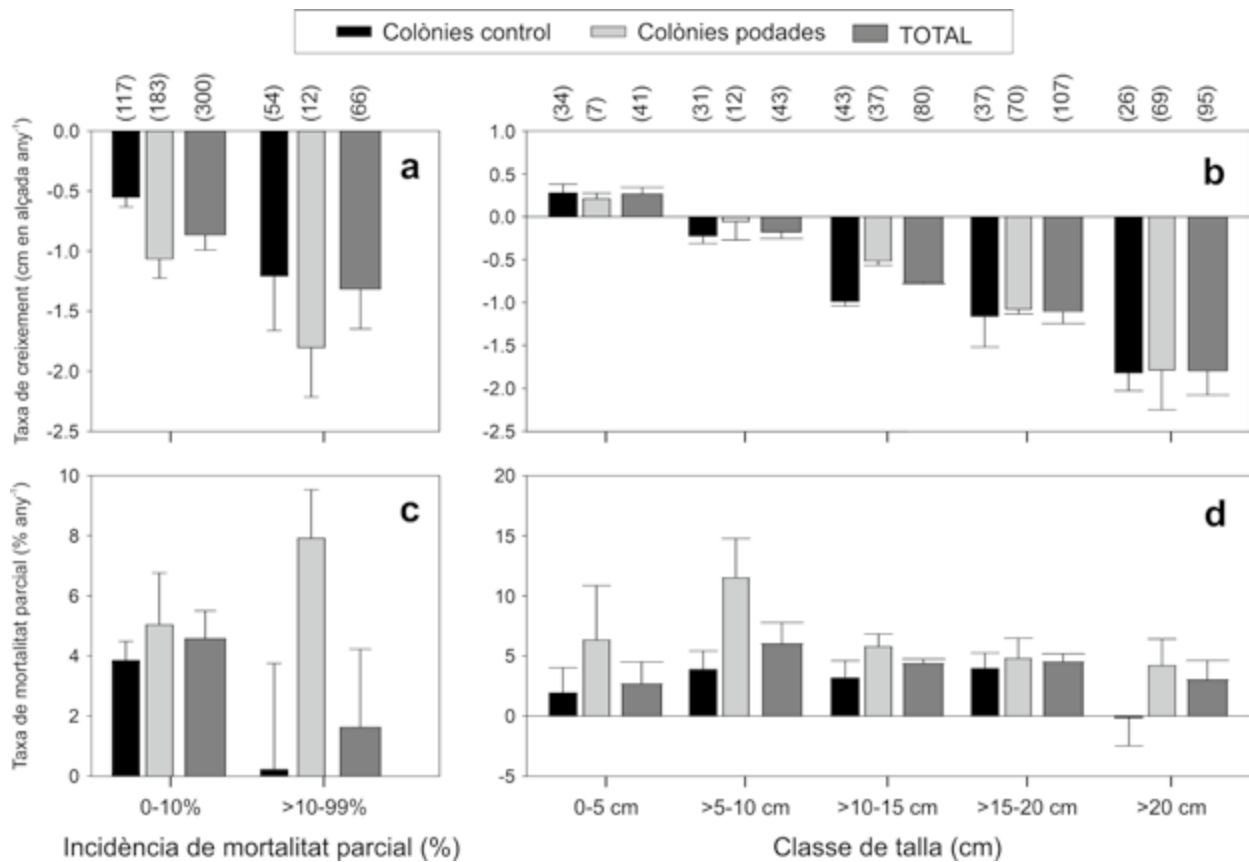 Colònies control Colònies podades TOTAL
(117) (183) (300) (54) (12) (66)
(34) (7) (41) (31) (12) (43) (43) (37) (80) (37) (70) (107) (26) (69) (95)
Taxa de creixement (cm en alçada any⁻¹)
0.0
-0.5
-1.0
-1.5
-2.0
-2.5
a
1.0
0.5
0.0
-0.5
-1.0
-1.5
-2.0
-2.5
b
Taxa de mortalitat parcial (% any⁻¹)
10
8
6
4
2
0
c
20
15
10
5
0
-5
d
0-10% >10-99%
Incidència de mortalitat parcial (%)
0-5 cm >5-10 cm >10-15 cm >15-20 cm >20 cm
Classe de talla (cm)